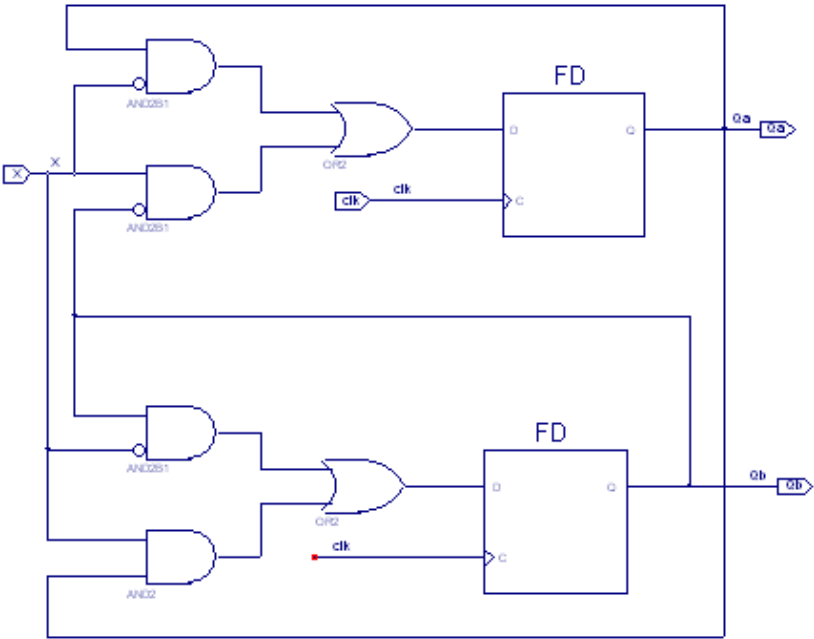 FD
AND2B1
D
Q
Qa
Qa
X
X
OR2
AND2B1
clk
clk
C
FD
AND2B1
D
Q
Qb
Qb
OR2
clk
C
AND2